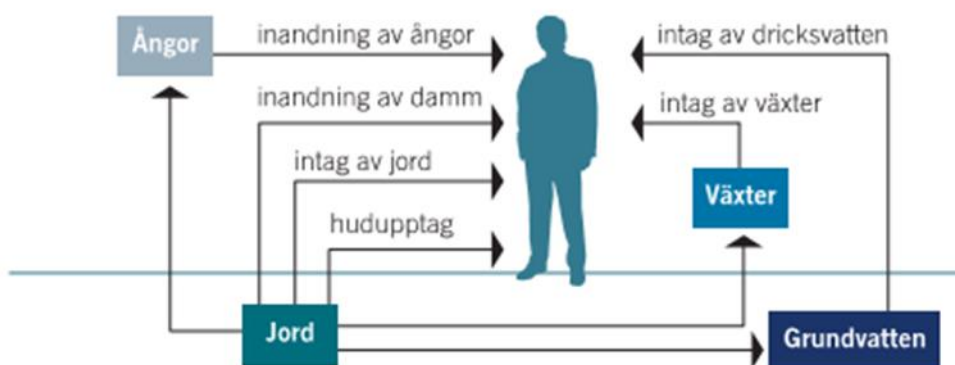 Ångor
inandning av ångor
intag av dricksvatten
inandning av damm
intag av växter
intag av jord
Växter
hudupptag
Jord
Grundvatten